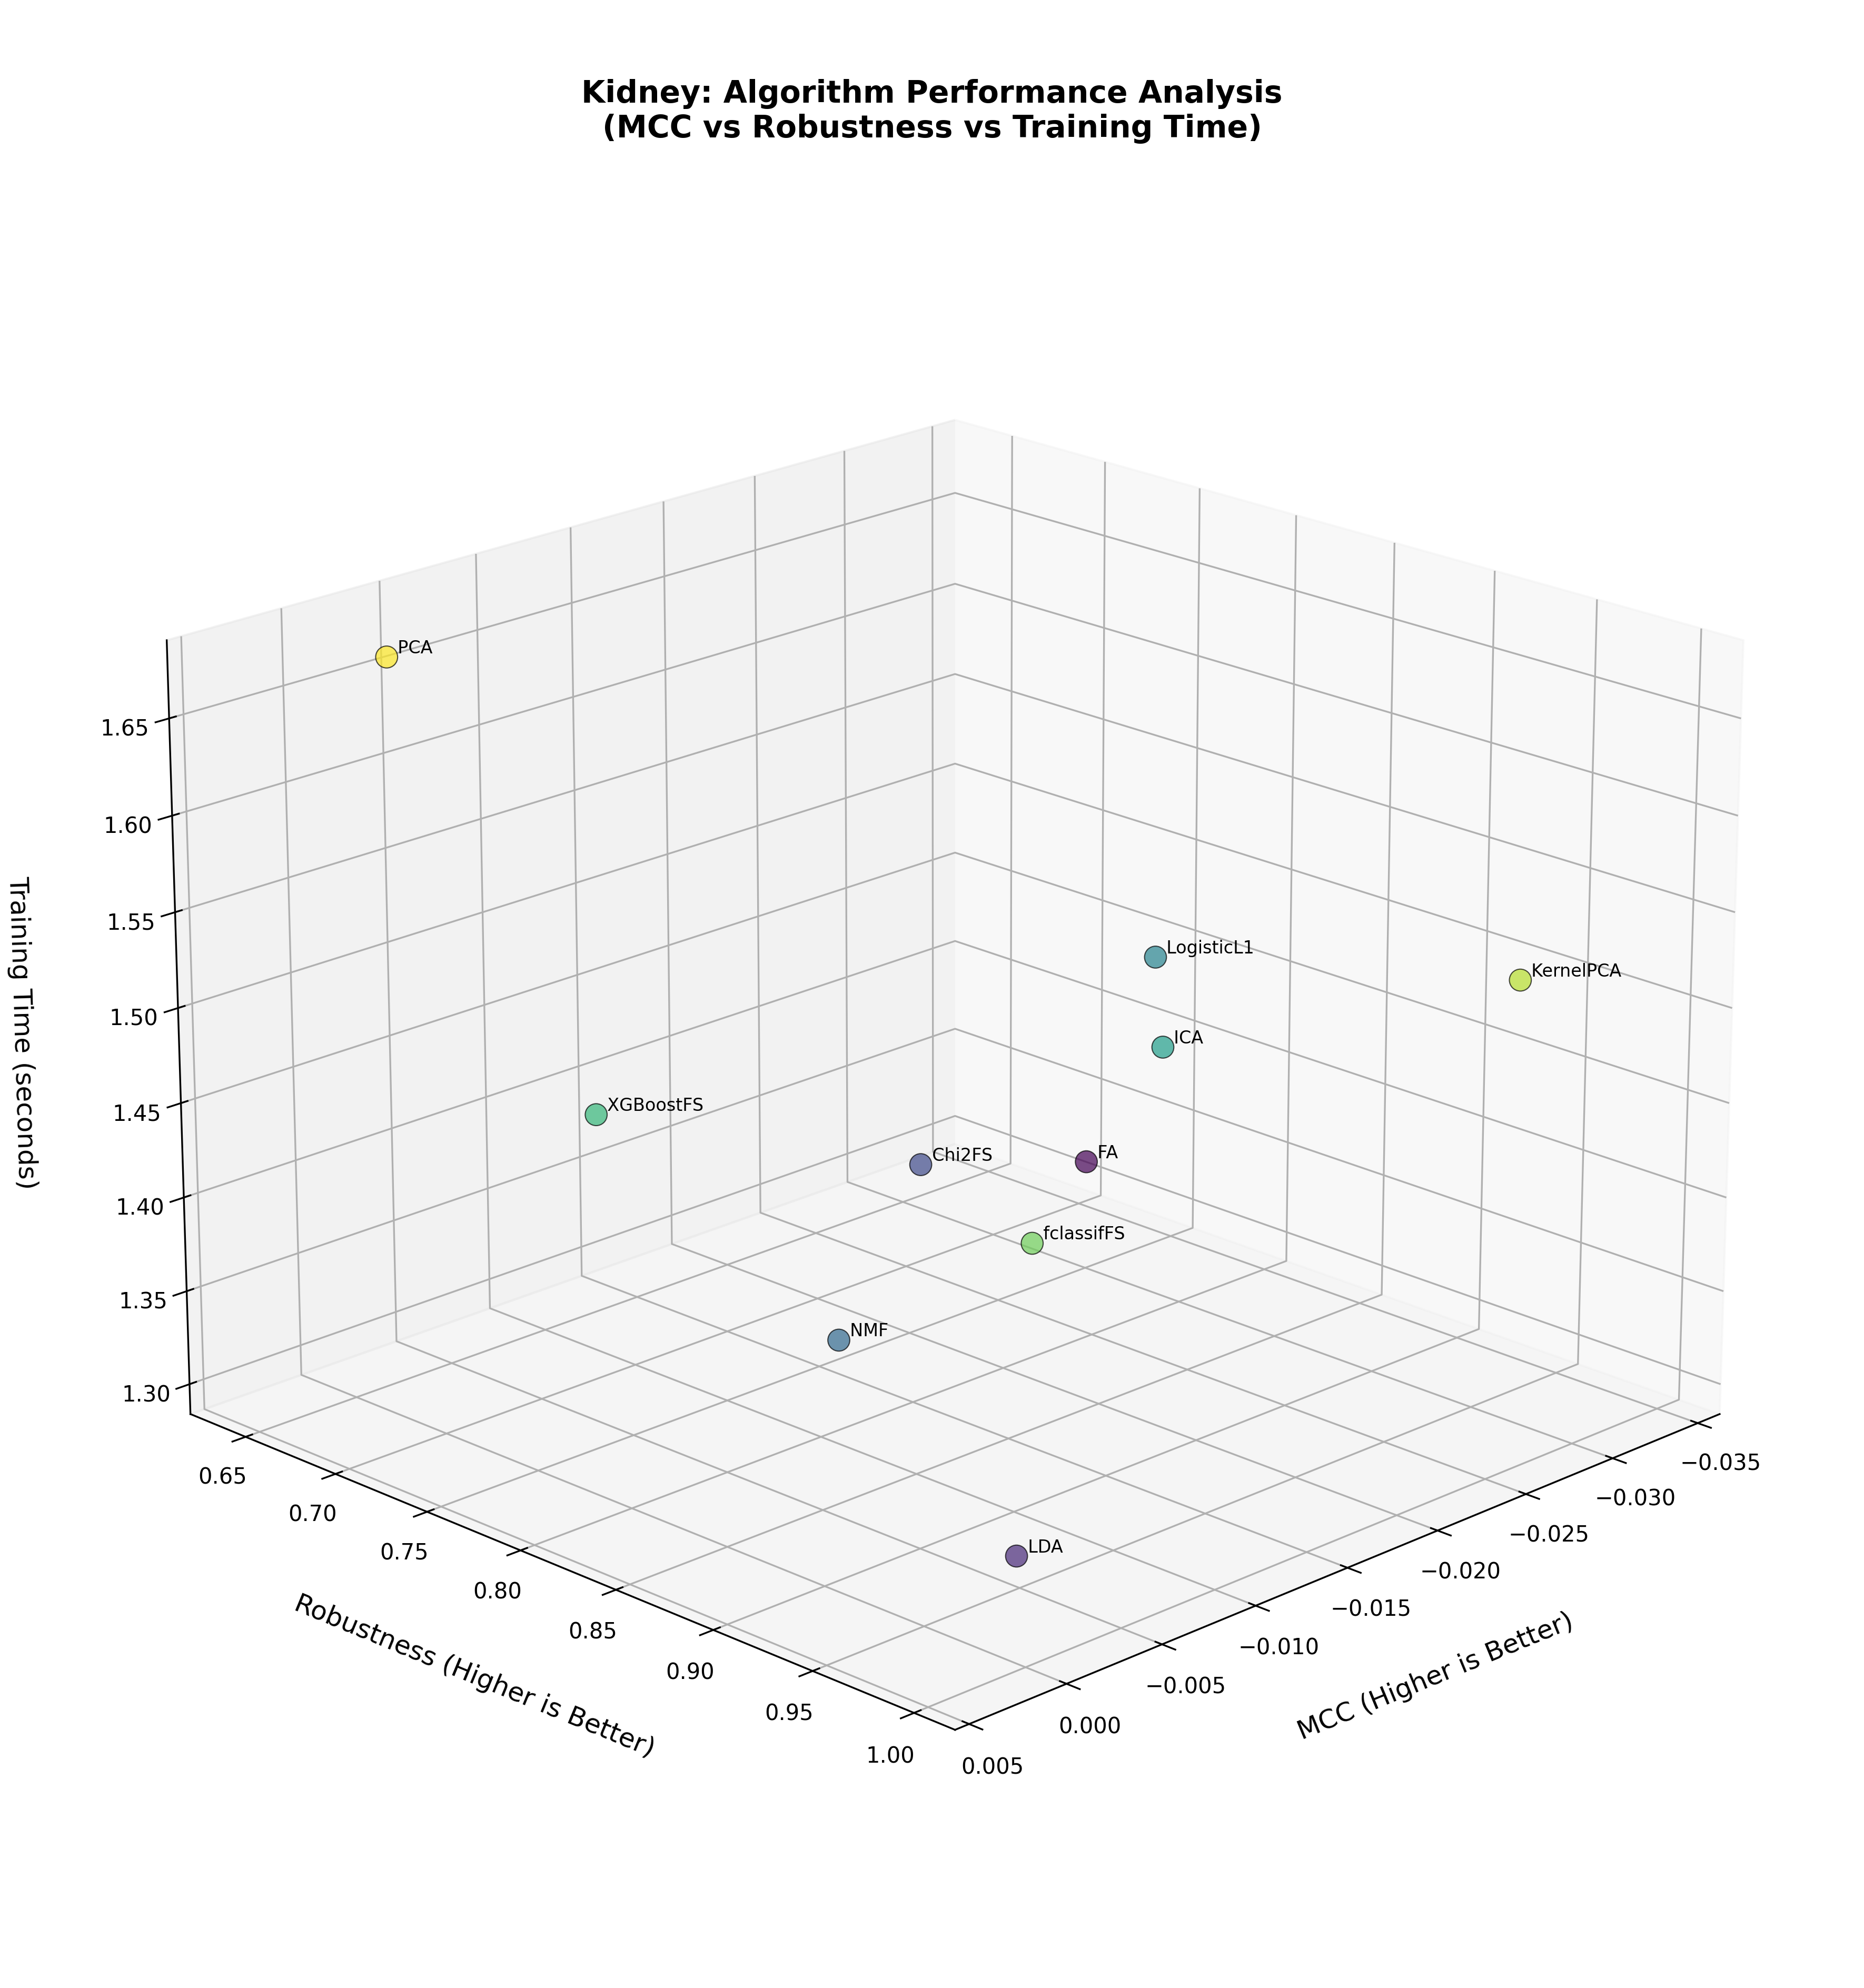 Kidney: Algorithm Performance Analysis
(MCC vs Robustness vs Training Time)
PCA
LogisticL1
KernelPCA
ICA
XGBoostFS
Chi2FS
FA
fclassifFS
NMF
LDA
Training Time (seconds)
1.65
1.60
1.55
1.50
1.45
1.40
1.35
1.30
Robustness (Higher is Better)
0.65
0.70
0.75
0.80
0.85
0.90
0.95
1.00
MCC (Higher is Better)
0.005
0.000
−0.005
−0.010
−0.015
−0.020
−0.025
−0.030
−0.035